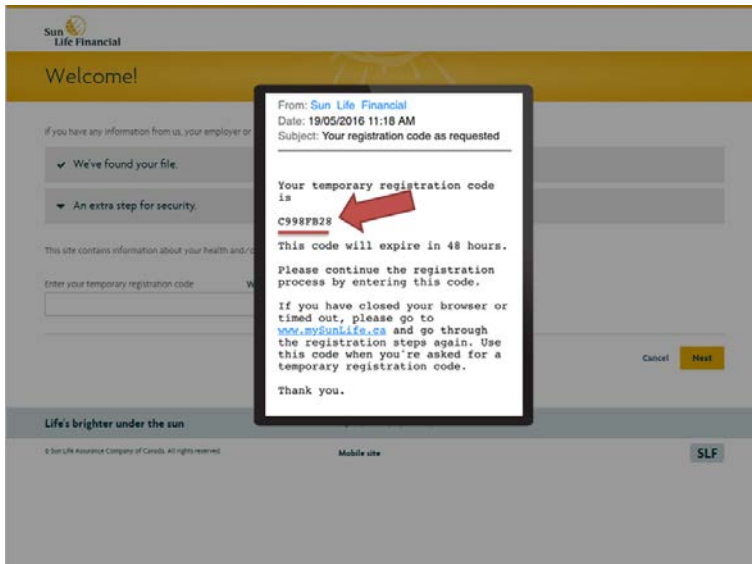 Sun
Life Financial
Welcome!
If you have any information from us, your employer or
We've found your file.
An extra step for security.
This site contains information about your health and/
Enter your temporary registration code
W
From: Sun Life Financial
Date: 19/05/2016 11:18 AM
Subject: Your registration code as requested
Your temporary registration code
is
C998FB28
This code will expire in 48 hours.
Please continue the registration
process by entering this code.
If you have closed your browser or
timed out, please go to
www.mySunLife.ca and go through
the registration steps again. Use
this code when you're asked for a
temporary registration code.
Thank you.
Cancel
Next
Life's brighter under the sun
© Sun Life Assurance Company of Canada. All rights reserved
Mobile site
SLF